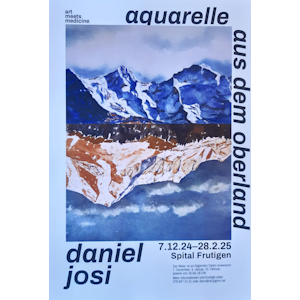 art
meets
medicine
aquarelle
aus dem oberland
daniel
josi
7.12.24–28.2.25
Spital Frutigen